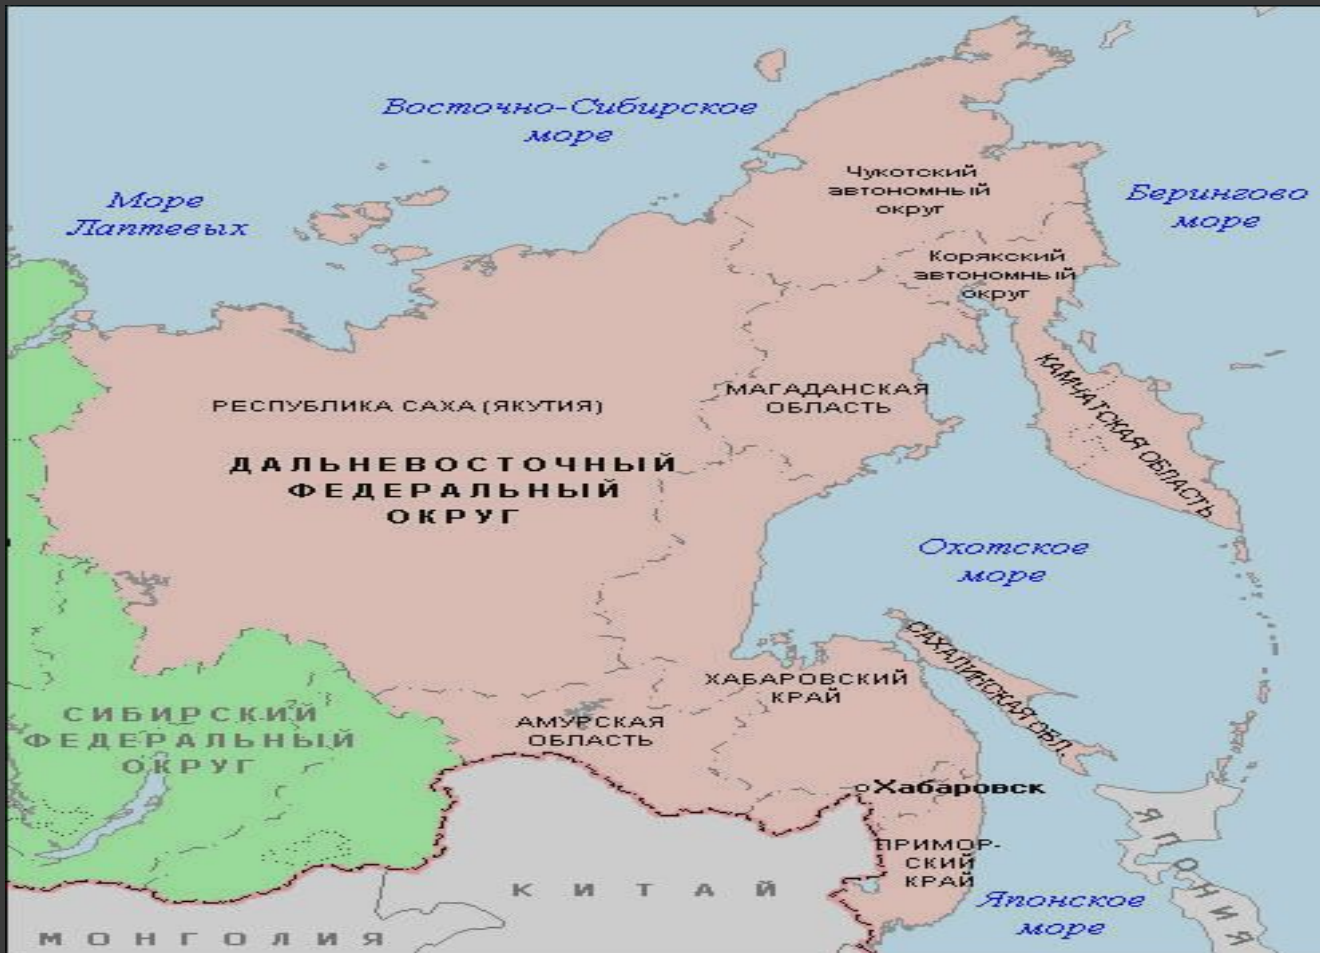 Восточно-Сибирское
море
Чукотский
автономный
округ
Море
Лаптевых
Берингово
море
Корякский
автономный
округ
КАМЧАТСКАЯ ОБЛАСТЬ
МАГАДАНСКАЯ
ОБЛАСТЬ
РЕСПУБЛИКА САХА (ЯКУТИЯ)
ДАЛЬНЕВОСТОЧНЫЙ
ФЕДЕРАЛЬНЫЙ
ОКРУГ
Охотское
море
САХАЛИНСКАЯ ОБЛ.
ХАБАРОВСКИЙ
КРАЙ
АМУРСКАЯ
ОБЛАСТЬ
СИБИРСКИЙ
ФЕДЕРАЛЬНЫЙ
ОКРУГ
Хабаровск
ПРИМОР-
СКИЙ
КРАЙ
ЯПОНИЯ
КИТАЙ
Японское
море
МОНГОЛИЯ